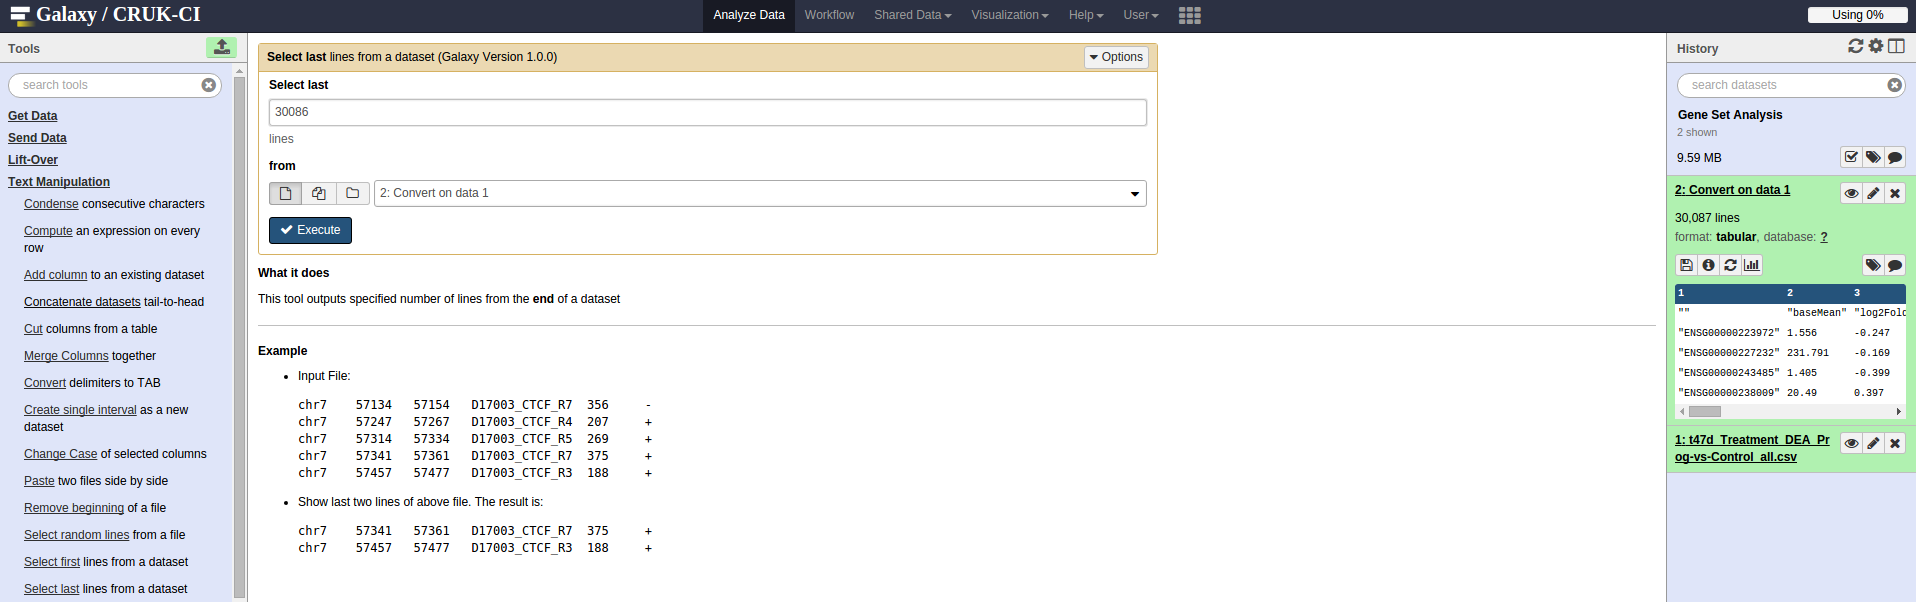 Galaxy / CRUK-CI
Analyze Data Workflow Shared Data Visualization Help User
Using 0%
Tools
search tools
Get Data
Send Data
Lift-Over
Text Manipulation
Condense consecutive characters
Compute an expression on every
row
Add column to an existing dataset
Concatenate datasets tail-to-head
Cut columns from a table
Merge Columns together
Convert delimiters to TAB
Create single interval as a new
dataset
Change Case of selected columns
Paste two files side by side
Remove beginning of a file
Select random lines from a file
Select first lines from a dataset
Select last lines from a dataset
Select last lines from a dataset (Galaxy Version 1.0.0)
Options
Select last
30086
lines
from
2: Convert on data 1
Execute
What it does
This tool outputs specified number of lines from the end of a dataset
Example
• Input File:
chr7 57134 57154 D17003_CTCF_R7 356 -
chr7 57247 57267 D17003_CTCF_R4 207 +
chr7 57314 57334 D17003_CTCF_R5 269 +
chr7 57341 57361 D17003_CTCF_R7 375 +
chr7 57457 57477 D17003_CTCF_R3 188 +
• Show last two lines of above file. The result is:
chr7 57341 57361 D17003_CTCF_R7 375 +
chr7 57457 57477 D17003_CTCF_R3 188 +
History
search datasets
Gene Set Analysis
2 shown
9.59 MB
2: Convert on data 1
30,087 lines
format: tabular, database: ?
1 2 3
"" "baseMean" "log2Fold
"ENSG00000223972" 1.556 -0.247
"ENSG00000227232" 231.791 -0.169
"ENSG00000243485" 1.405 -0.399
"ENSG00000238009" 20.49 0.397
1: t47d_Treatment_DEA_Pr
og-vs-Control_all.csv